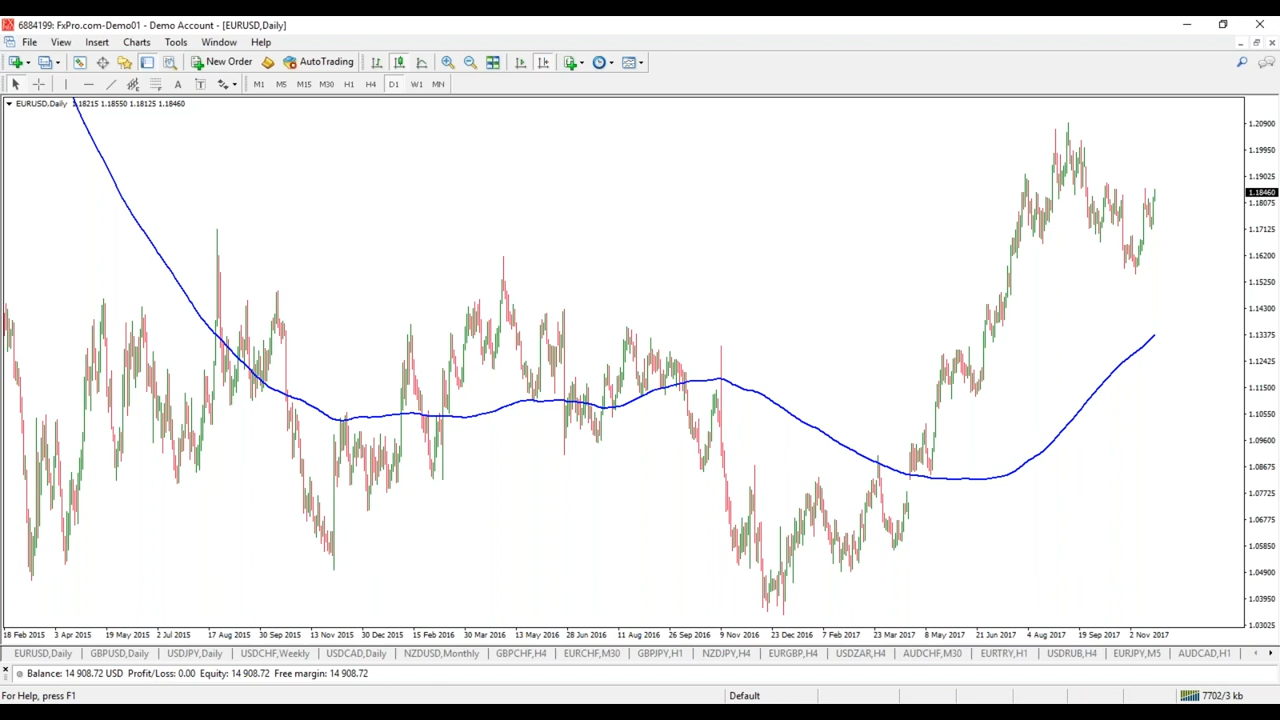 6884199: FxPro.com-Demo01 - Demo Account - [EURUSD,Daily]
File View Insert Charts Tools Window Help
New Order AutoTrading
A T M1 M5 M15 M30 H1 H4 D1 W1 MN
EURUSD,Daily 1.18215 1.18550 1.18125 1.18460
1.20900
1.19950
1.19025
1.18460
1.18075
1.17125
1.16200
1.15250
1.14300
1.13375
1.12425
1.11500
1.10550
1.09600
1.08675
1.07725
1.06775
1.05850
1.04900
1.03950
1.03025
18 Feb 2015 3 Apr 2015 19 May 2015 2 Jul 2015 17 Aug 2015 30 Sep 2015 13 Nov 2015 30 Dec 2015 15 Feb 2016 30 Mar 2016 13 May 2016 28 Jun 2016 11 Aug 2016 26 Sep 2016 9 Nov 2016 23 Dec 2016 7 Feb 2017 23 Mar 2017 8 May 2017 21 Jun 2017 4 Aug 2017 19 Sep 2017 2 Nov 2017
EURUSD,Daily GBPUSD,Daily USDJPY,Daily USDCHF,Weekly USDCAD,Daily NZDUSD,Monthly GBPCHF,H4 EURCHF,M30 GBPJPY,H1 NZDJPY,H4 EURGBP,H4 USDZAR,H4 AUDCHF,M30 EURTRY,H1 USDRUB,H4 EURJPY,M5 AUDCAD,H1
Balance: 14 908.72 USD Profit/Loss: 0.00 Equity: 14 908.72 Free margin: 14 908.72
For Help, press F1 Default 7702/3 kb